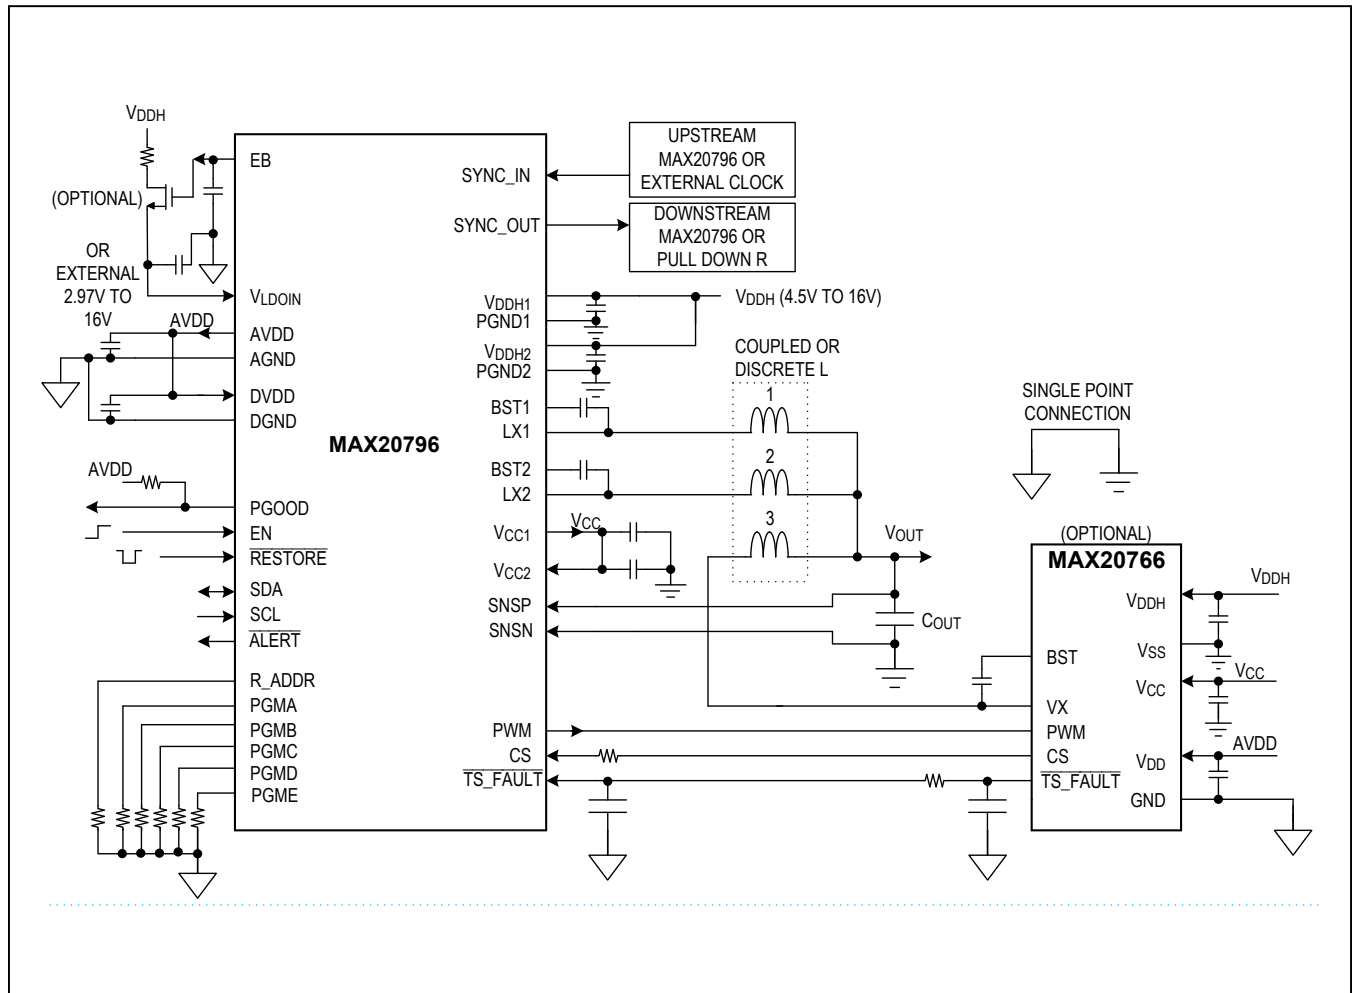 VDDH
(OPTIONAL)
OR
EXTERNAL
2.97V TO
16V
AVDD
AVDD
EB
VLDOIN
AVDD
AGND
DVDD
DGND
PGOOD
EN
RESTORE
SDA
SCL
ALERT
R_ADDR
PGMA
PGMB
PGMC
PGMD
PGME
MAX20796
SYNC_IN
SYNC_OUT
VDDH1
PGND1
VDDH2
PGND2
BST1
LX1
BST2
LX2
VCC1
VCC2
SNSP
SNSN
PWM
CS
TS_FAULT
UPSTREAM
MAX20796 OR
EXTERNAL CLOCK
DOWNSTREAM
MAX20796 OR
PULL DOWN R
VDDH (4.5V TO 16V)
COUPLED OR
DISCRETE L
1
2
3
VCC
VOUT
COUT
SINGLE POINT
CONNECTION
(OPTIONAL)
MAX20766
BST
VX
PWM
CS
TS_FAULT
VDDH
VSS
VCC
VDD
GND
VDDH
VCC
AVDD